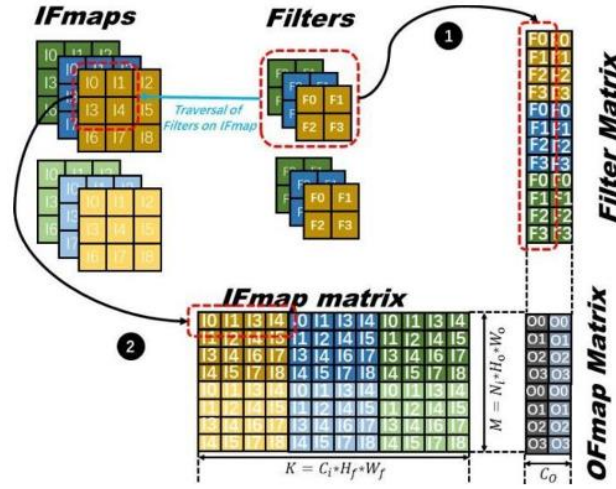 IFmaps
Filters
1
I0 I1 I2
I0 I1 I2
I3 I4 I5
I6 I7 I8
F0 F1
F2 F3
Traversal of
Filters on IFmap
F0 F1
F2 F3
F0 F0
F1 F1
F2 F2
F3 F3
F0 F0
F1 F1
F2 F2
F3 F3
F0 F0
F1 F1
F2 F2
F3 F3
Filter Matrix
I0 I1 I2
I3 I4 I5
I6 I7 I8
IFmap matrix
2
I0 I1 I3 I4 I0 I1 I3 I4 I0 I1 I3 I4
I1 I2 I4 I5 I1 I2 I4 I5 I1 I2 I4 I5
I3 I4 I6 I7 I3 I4 I6 I7 I3 I4 I6 I7
I4 I5 I7 I8 I4 I5 I7 I8 I4 I5 I7 I8
I0 I1 I3 I4 I0 I1 I3 I4 I0 I1 I3 I4
I1 I2 I4 I5 I1 I2 I4 I5 I1 I2 I4 I5
I3 I4 I6 I7 I3 I4 I6 I7 I3 I4 I6 I7
I4 I5 I7 I8 I4 I5 I7 I8 I4 I5 I7 I8
M = N_i*H_o*W_o
O0 O0
O1 O1
O2 O2
O3 O3
O0 O0
O1 O1
O2 O2
O3 O3
OFmap Matrix
K = C_i*H_f*W_f
C_O